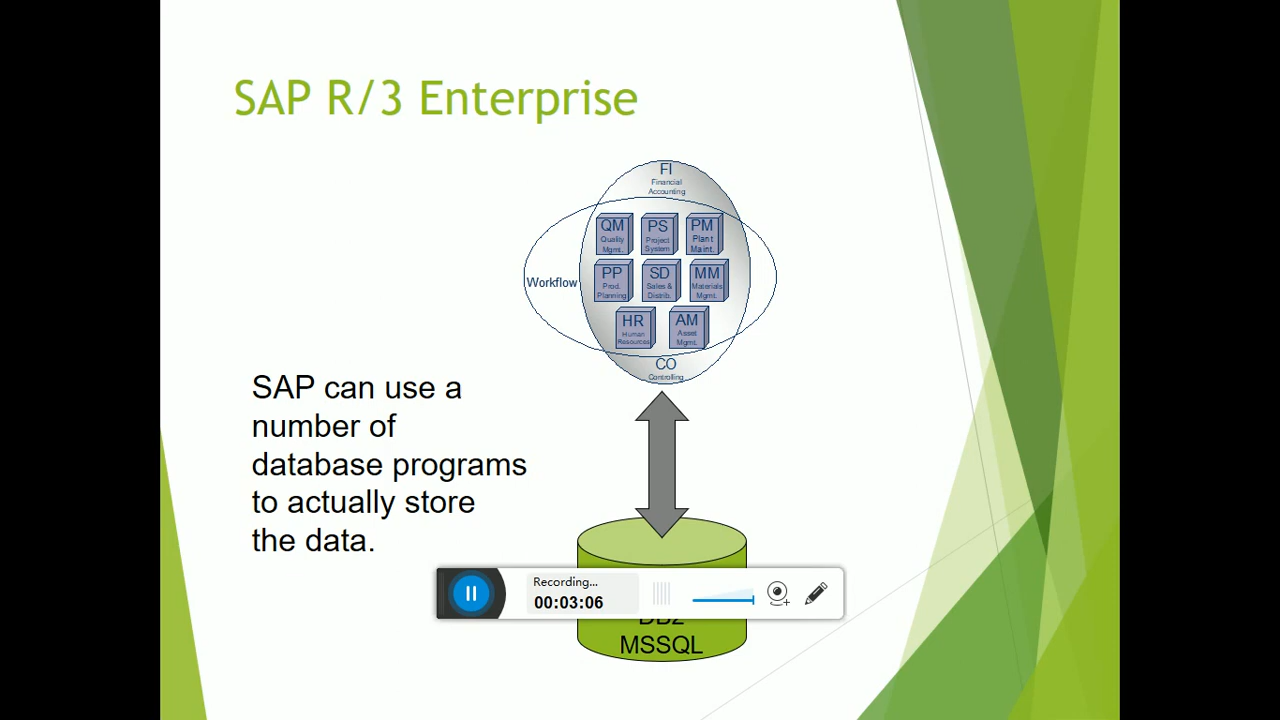 SAP R/3 Enterprise
FI
Financial
Accounting
QM
Quality
Mgmt.
PS
Project
System
PM
Plant
Maint.
Workflow
PP
Prod.
Planning
SD
Sales &
Distrib.
MM
Materials
Mgmt.
HR
Human
Resources
AM
Asset
Mgmt.
CO
Controlling
SAP can use a
number of
database programs
to actually store
the data.
Recording...
00:03:06
DB2
MSSQL